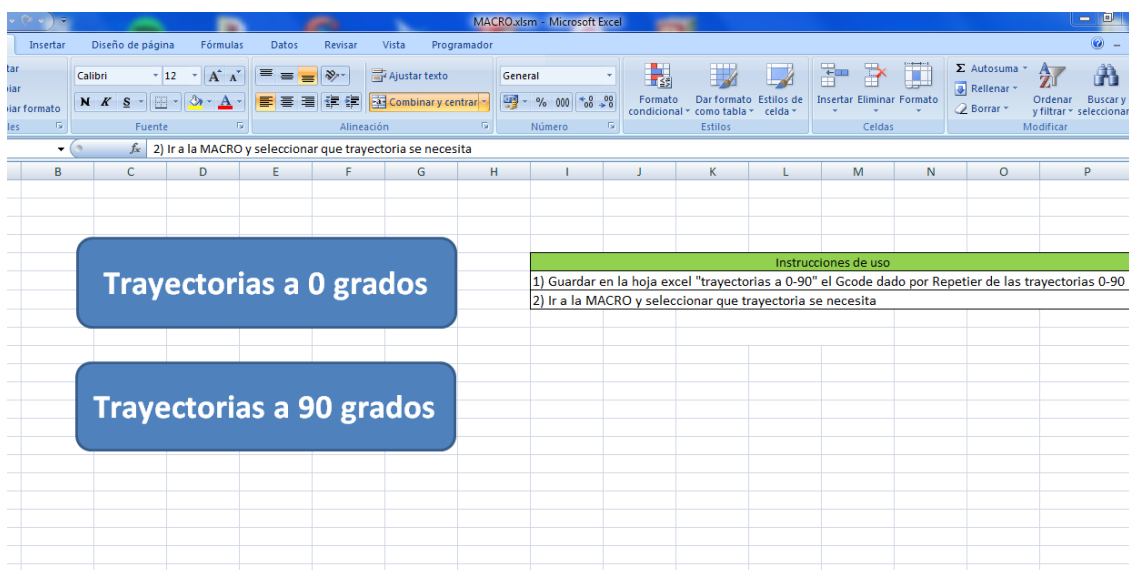 MACRO.xlsm - Microsoft Excel
Insertar Diseño de página Fórmulas Datos Revisar Vista Programador
Calibri 12 A A Ajustar texto General Σ Autosuma
N K S Combinar y centrar % 000 Formato condicional Dar formato como tabla Estilos de celda Insertar Eliminar Formato Rellenar Borrar Ordenar y filtrar Buscar y seleccionar
Fuente Alineación Número Estilos Celdas Modificar
fx 2) Ir a la MACRO y seleccionar que trayectoria se necesita
B C D E F G H I J K L M N O P
Trayectorias a 0 grados
Instrucciones de uso
1) Guardar en la hoja excel "trayectorias a 0-90" el Gcode dado por Repetier de las trayectorias 0-90
2) Ir a la MACRO y seleccionar que trayectoria se necesita
Trayectorias a 90 grados